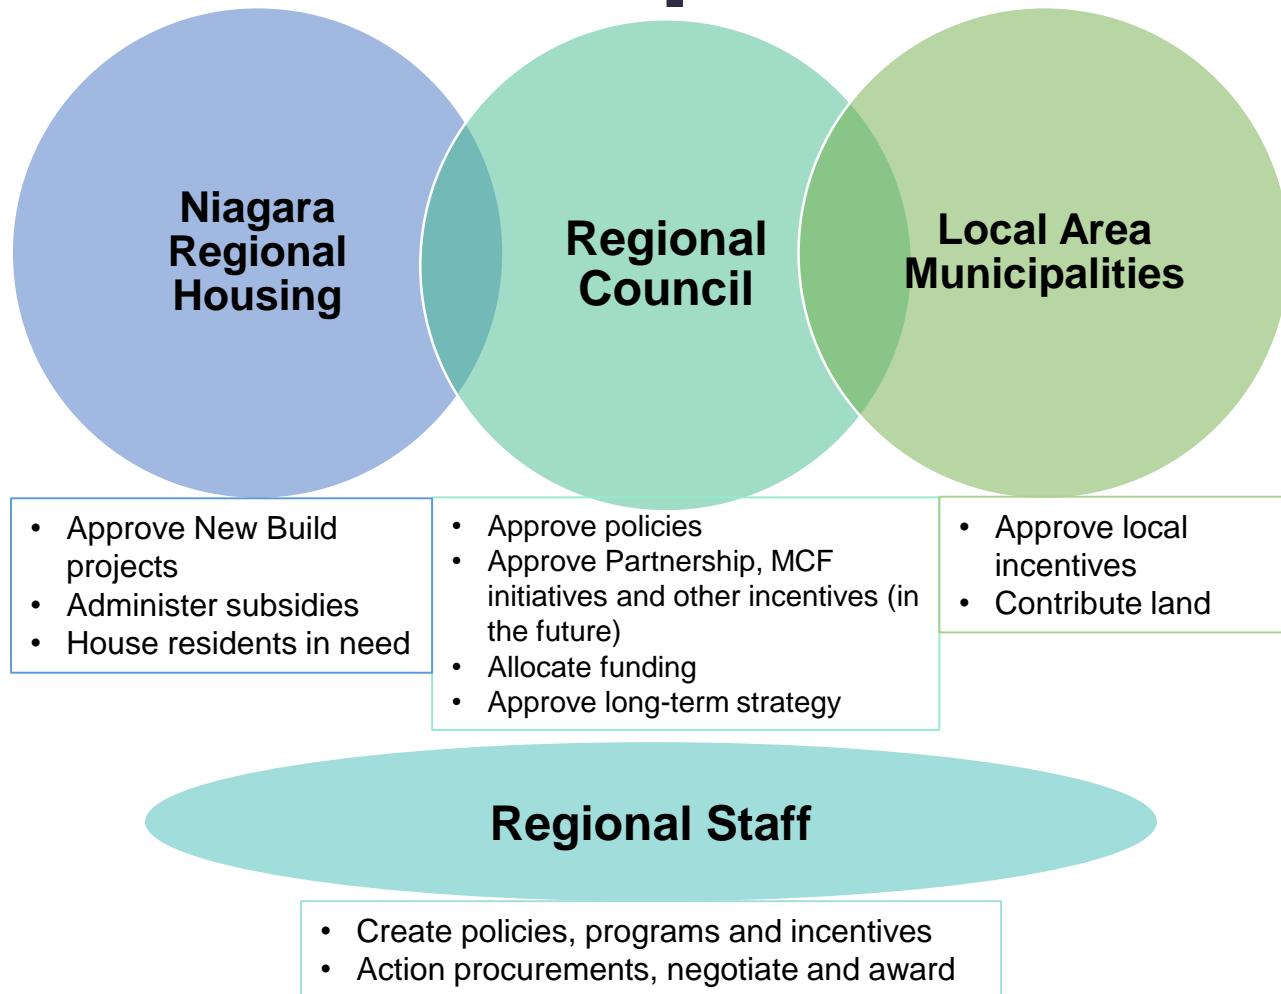 Niagara
Regional
Housing
Regional
Council
Local Area
Municipalities
• Approve New Build
projects
• Administer subsidies
• House residents in need
• Approve policies
• Approve Partnership, MCF
initiatives and other incentives (in
the future)
• Allocate funding
• Approve long-term strategy
• Approve local
incentives
• Contribute land
Regional Staff
• Create policies, programs and incentives
• Action procurements, negotiate and award